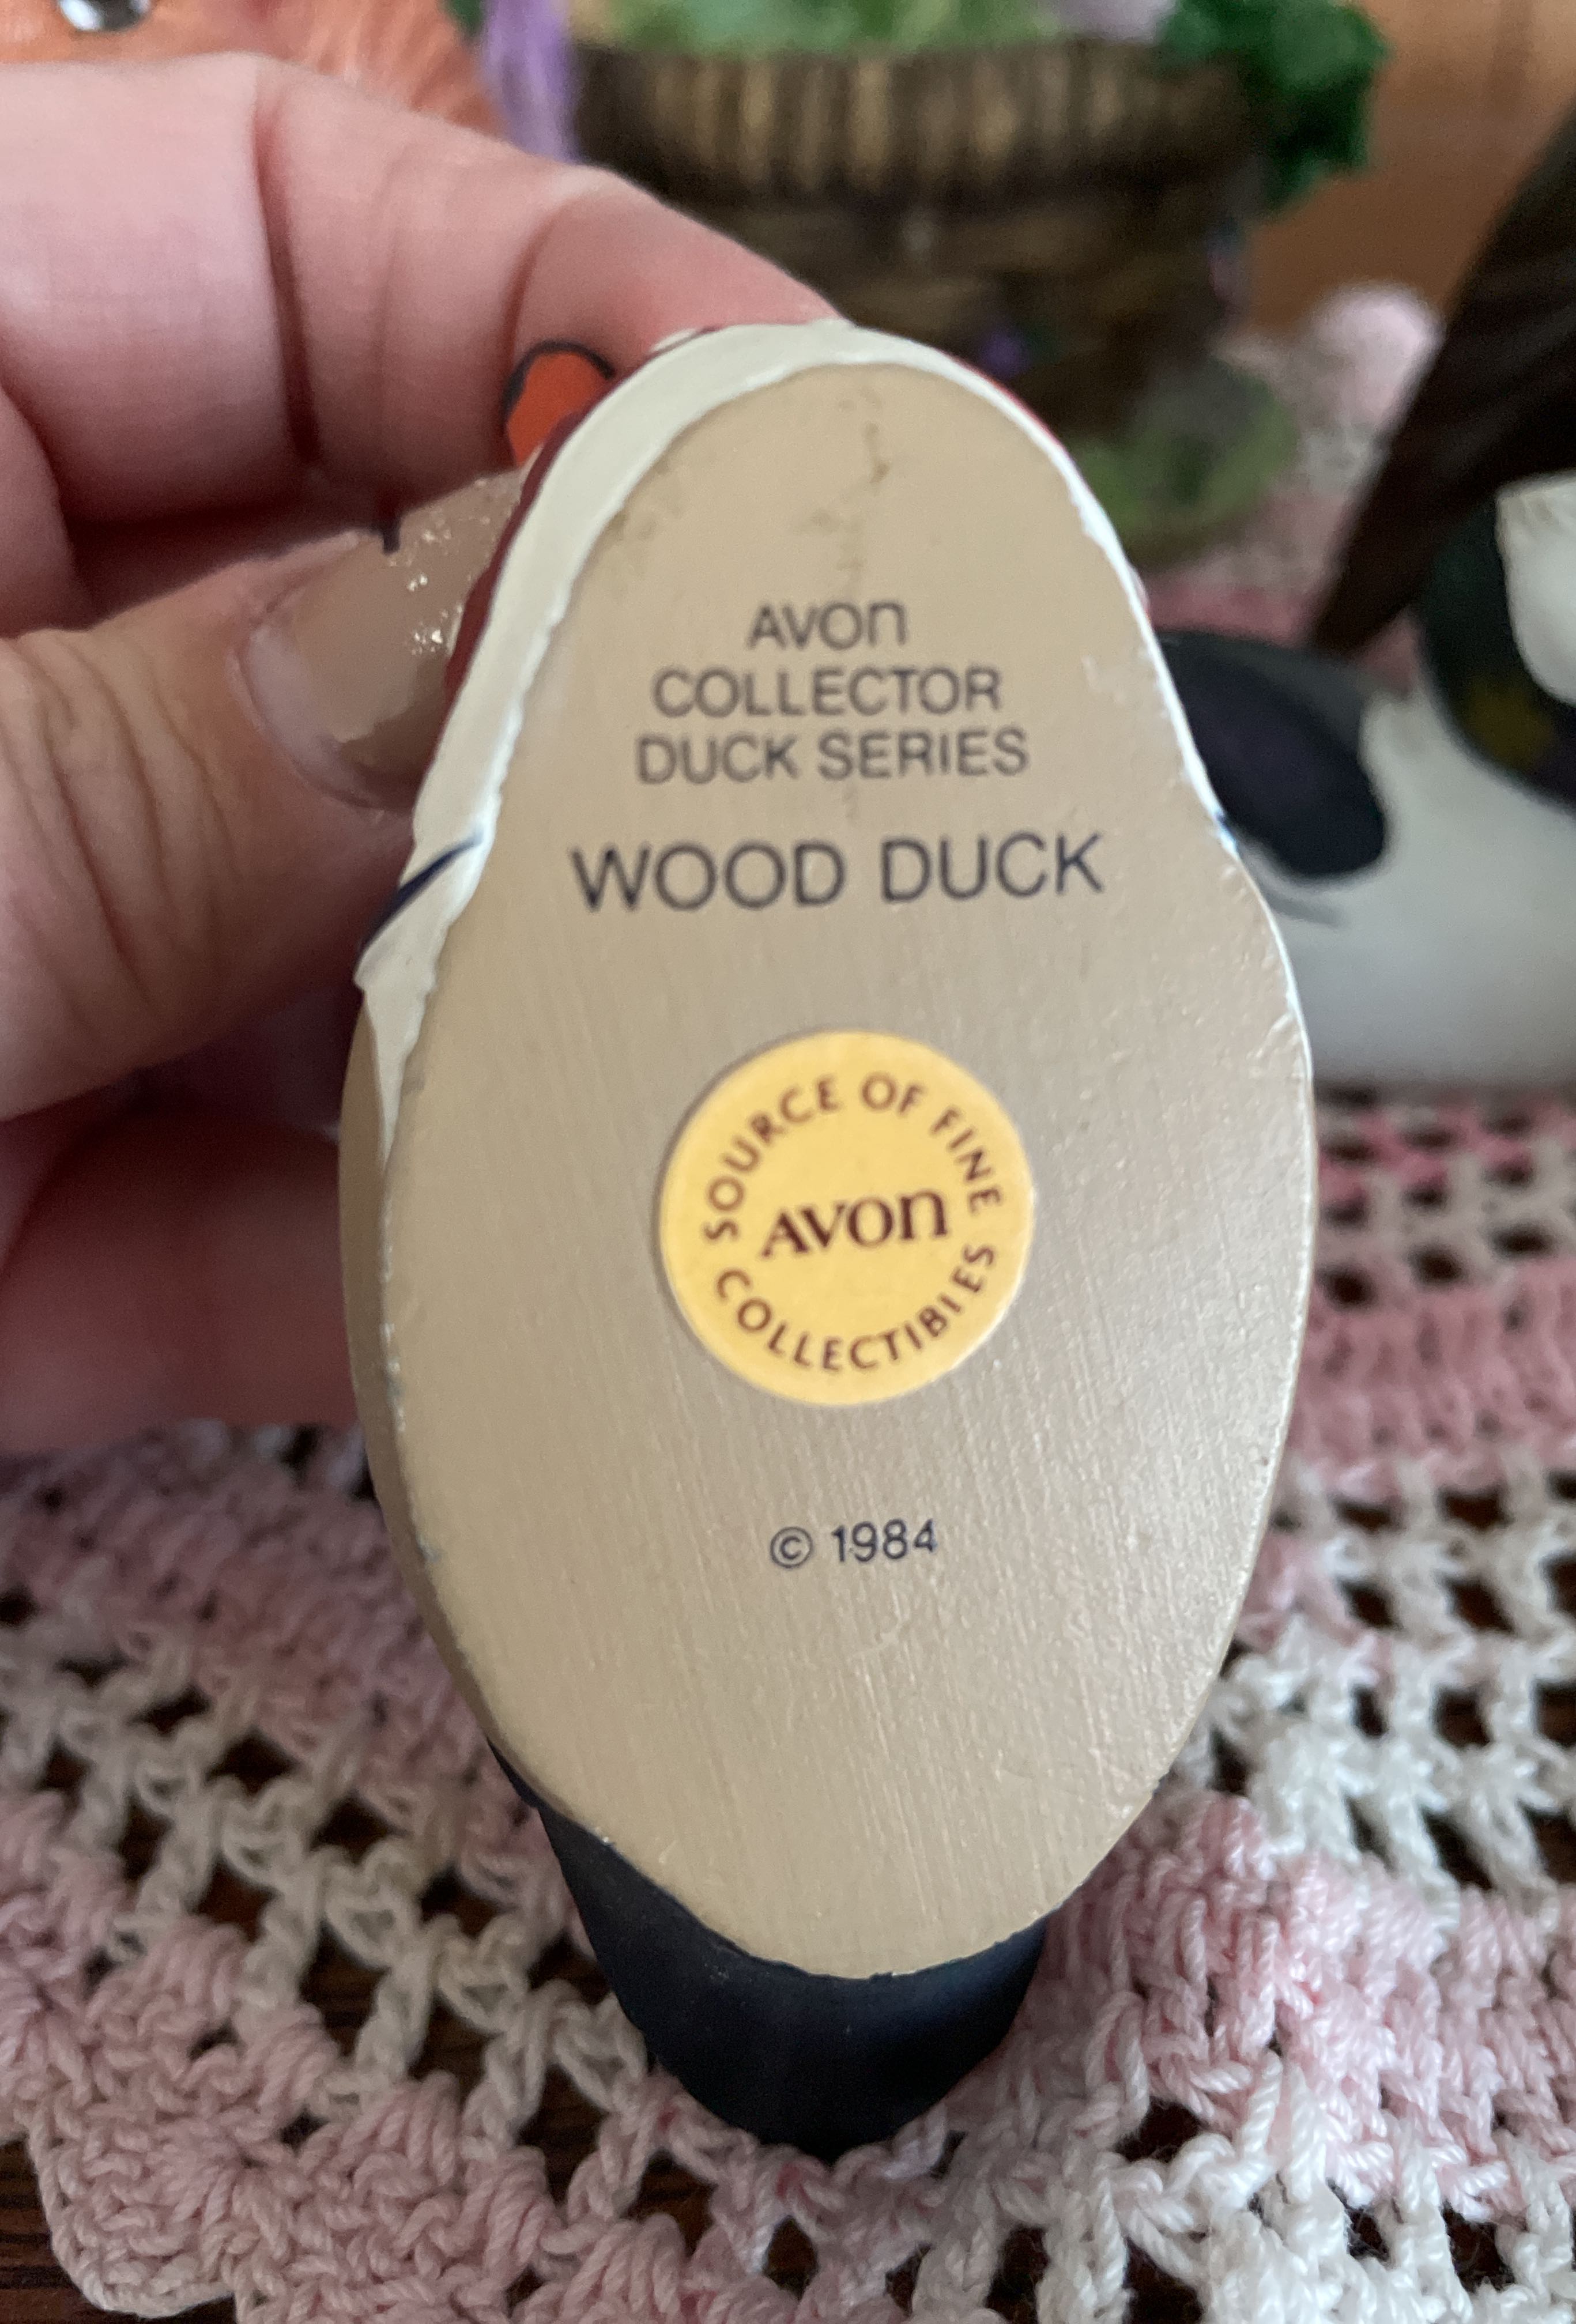 AVON
COLLECTOR
DUCK SERIES
WOOD DUCK
SOURCE OF FINE
AVON
COLLECTIBLES
© 1984